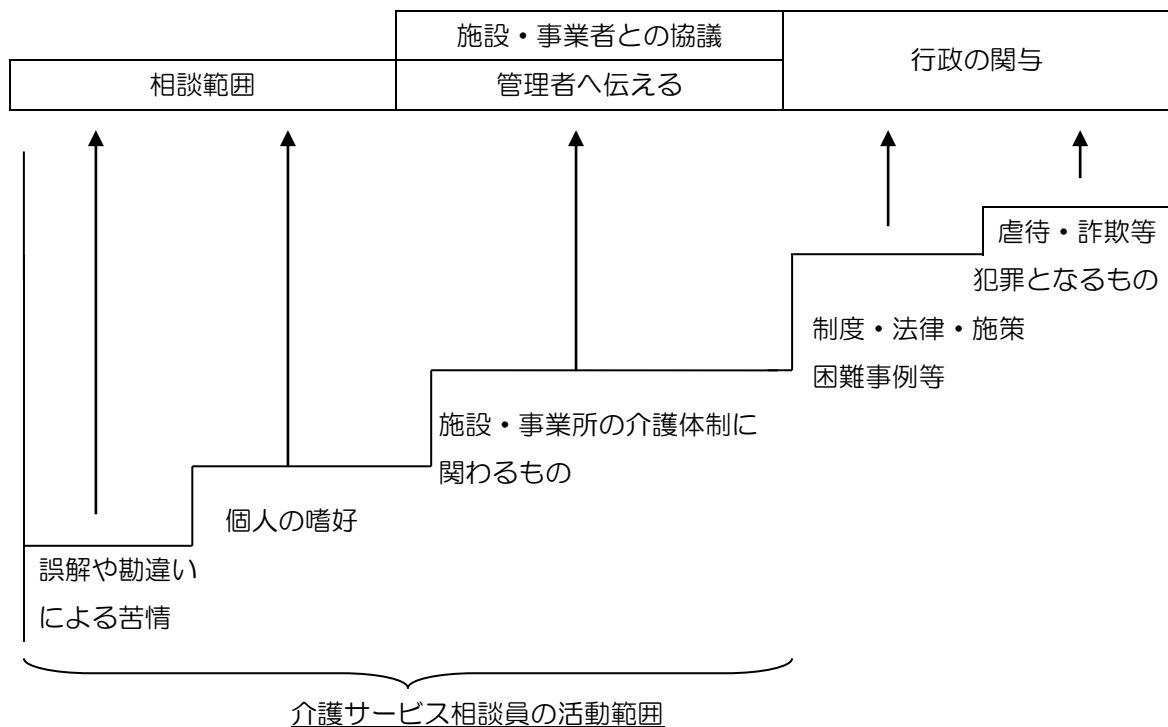 施設・事業者との協議
行政の関与
相談範囲
管理者へ伝える
虐待・詐欺等
犯罪となるもの
制度・法律・施策
困難事例等
施設・事業所の介護体制に
関わるもの
個人の嗜好
誤解や勘違い
による苦情
介護サービス相談員の活動範囲